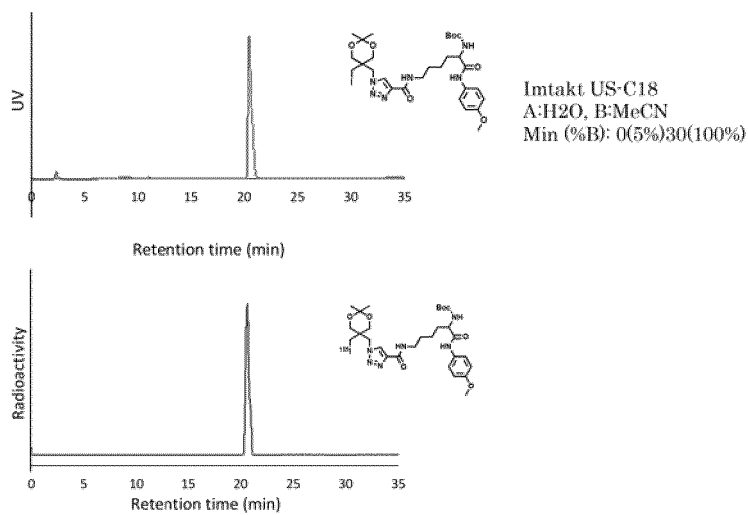 UV
Boc
NH
O O
N
N=N
HN
O
O
HN
O
Imtakt US-C18
A:H2O, B:MeCN
Min (%B): 0(5%)30(100%)
0 5 10 15 20 25 30 35
Retention time (min)
Radioactivity
Boc
NH
O O
N
N=N
HN
O
O
HN
O
0 5 10 15 20 25 30 35
Retention time (min)